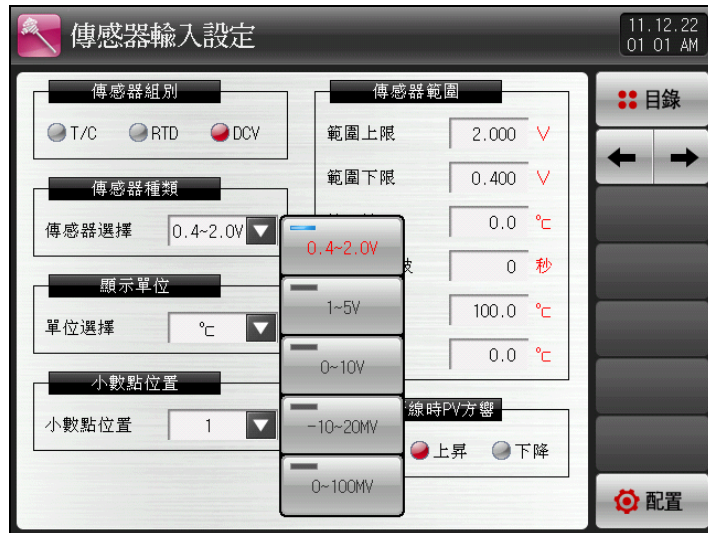 傳感器輸入設定
11.12.22
01 01 AM
傳感器組別
T/C RTD DCV
傳感器種類
傳感器選擇 0.4~2.0V
0.4~2.0V
1~5V
0~10V
-10~20MV
0~100MV
顯示單位
單位選擇 ℃
小數點位置
小數點位置 1
傳感器範圍
範圍上限 2.000 V
範圍下限 0.400 V
0.0 ℃
0 秒
100.0 ℃
0.0 ℃
線時PV方響
上昇 下降
目錄
配置